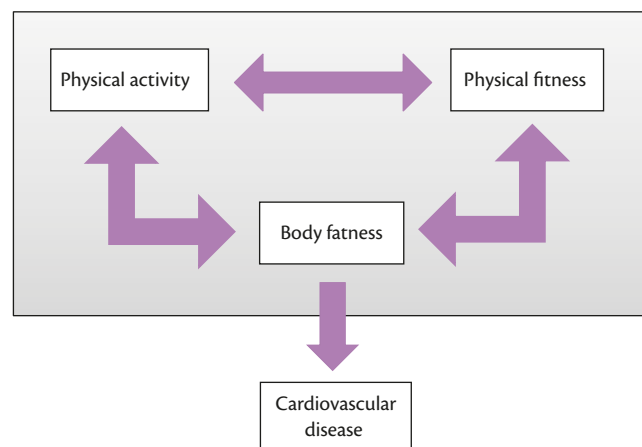 Physical activity
Physical fitness
Body fatness
Cardiovascular
disease